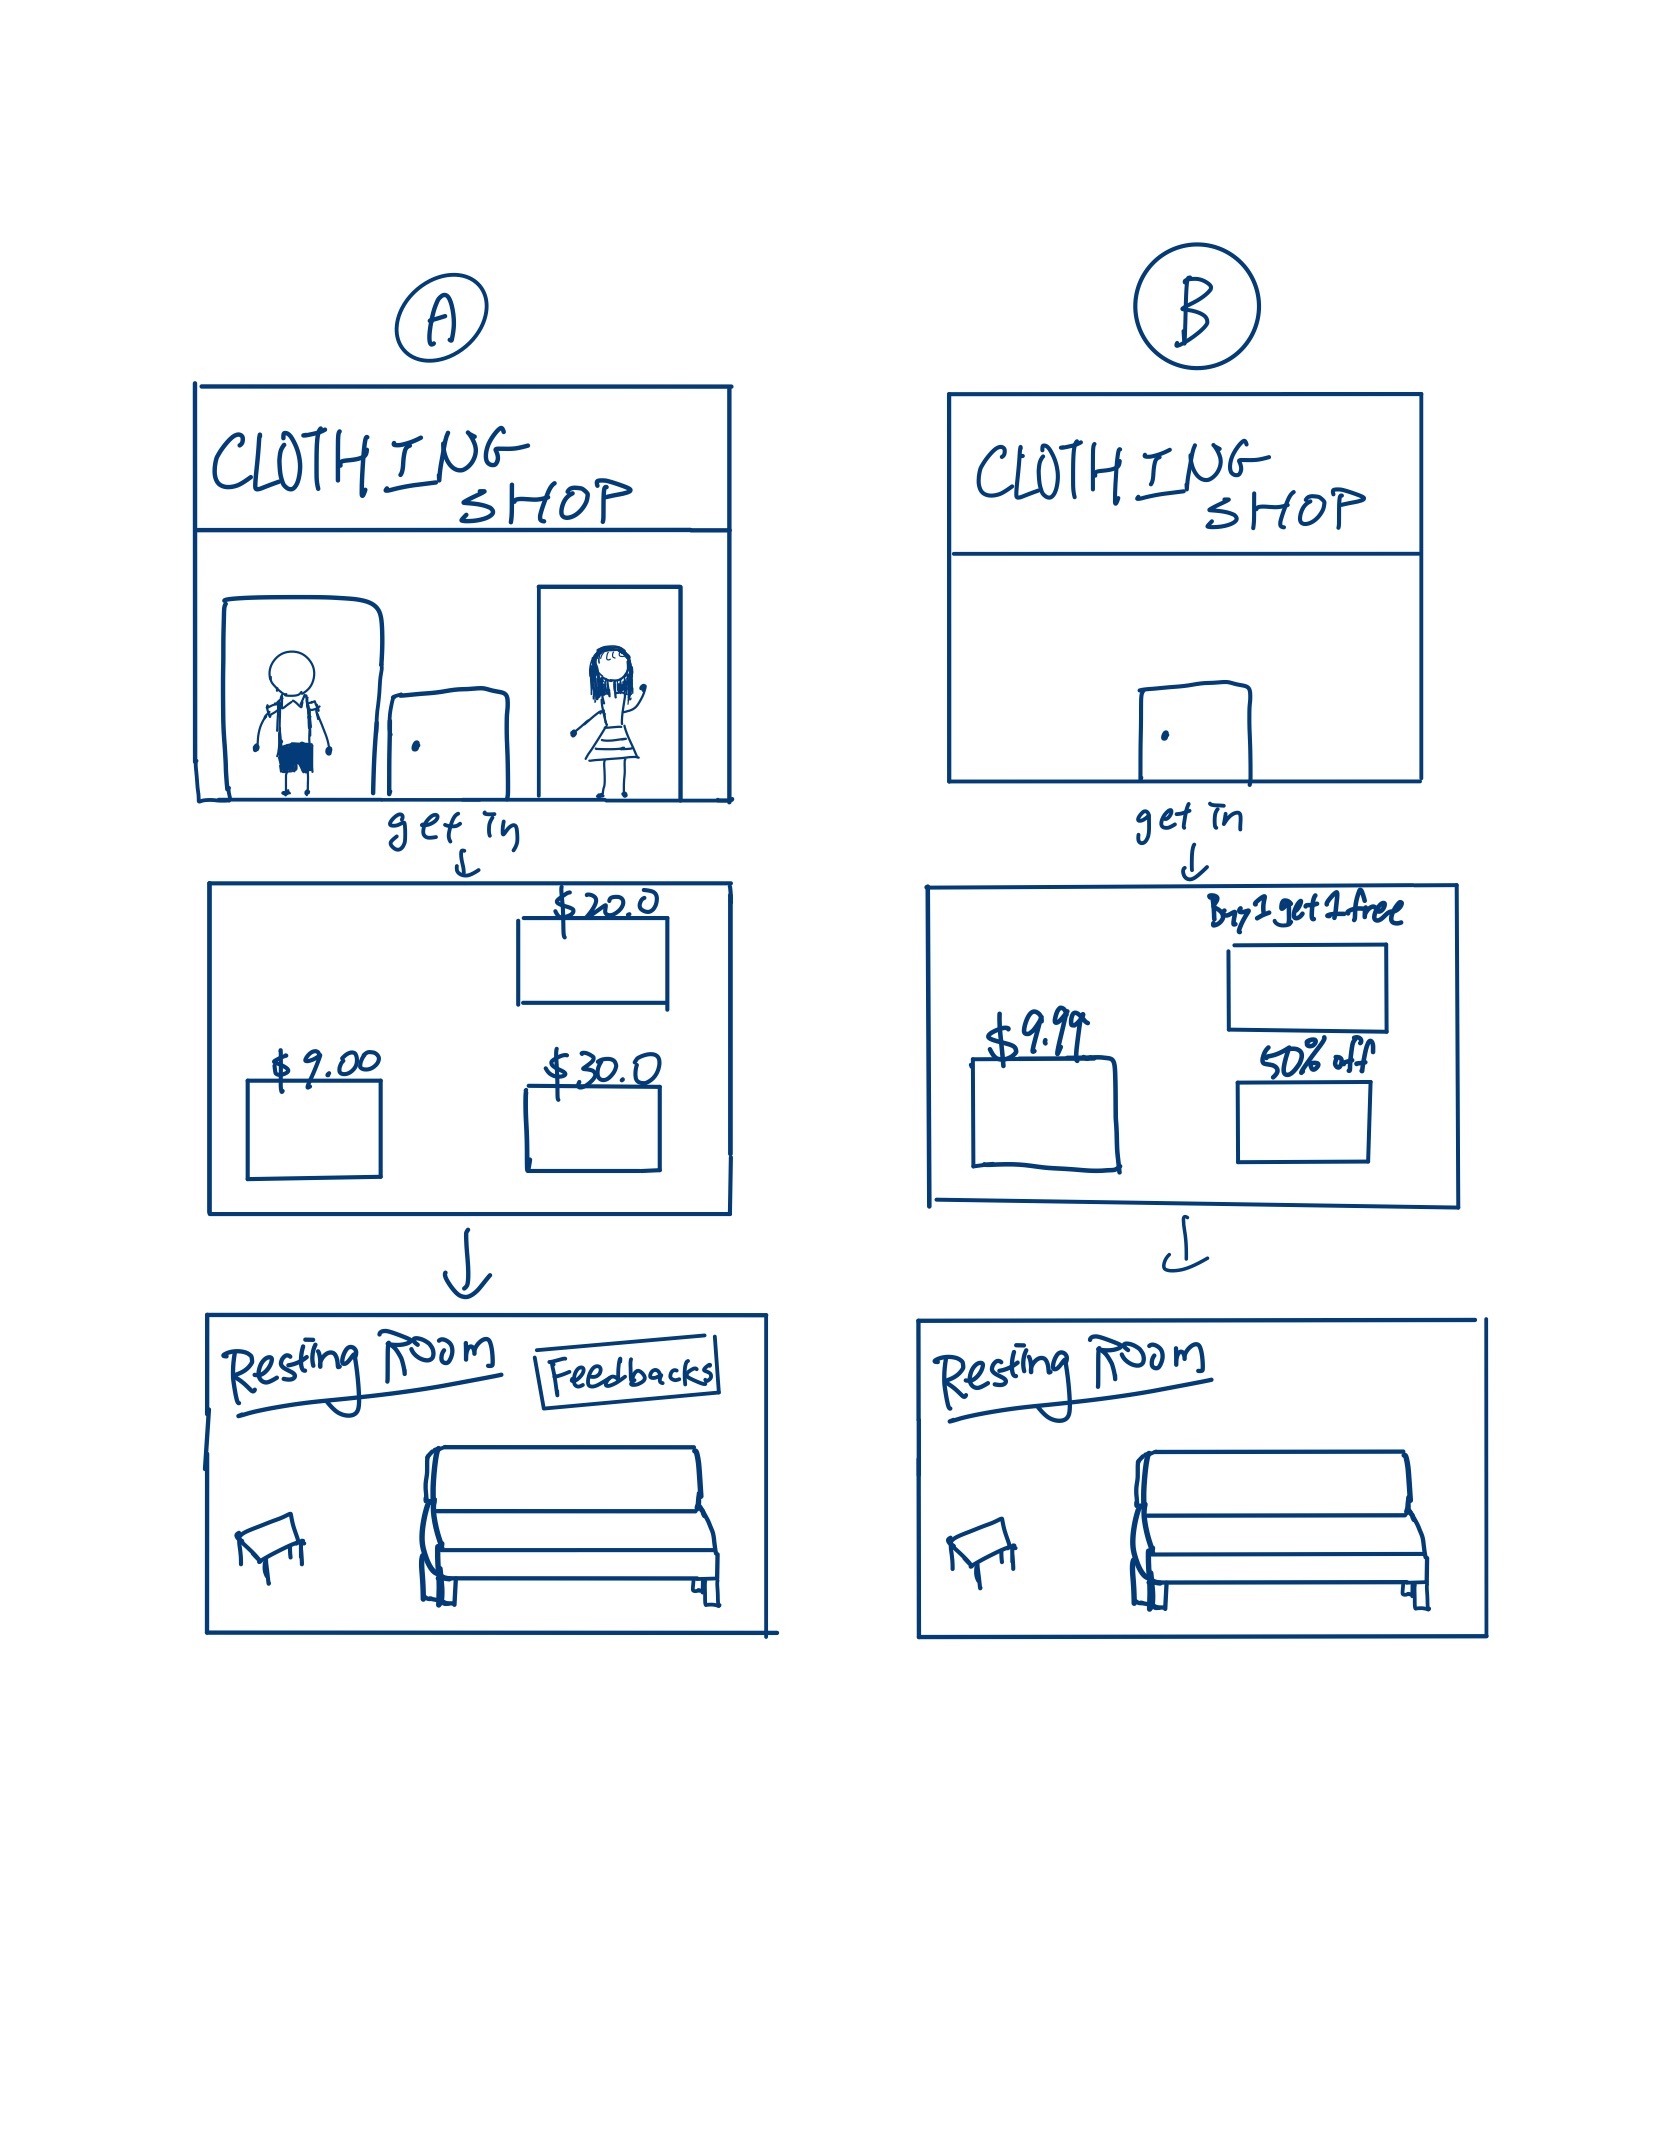 A
CLOTHING
SHOP
get in
$20.0
$9.00
$30.0
Resting Room
Feedbacks
B
CLOTHING
SHOP
get in
Buy 1 get 1 free
$9.99
50% off
Resting Room